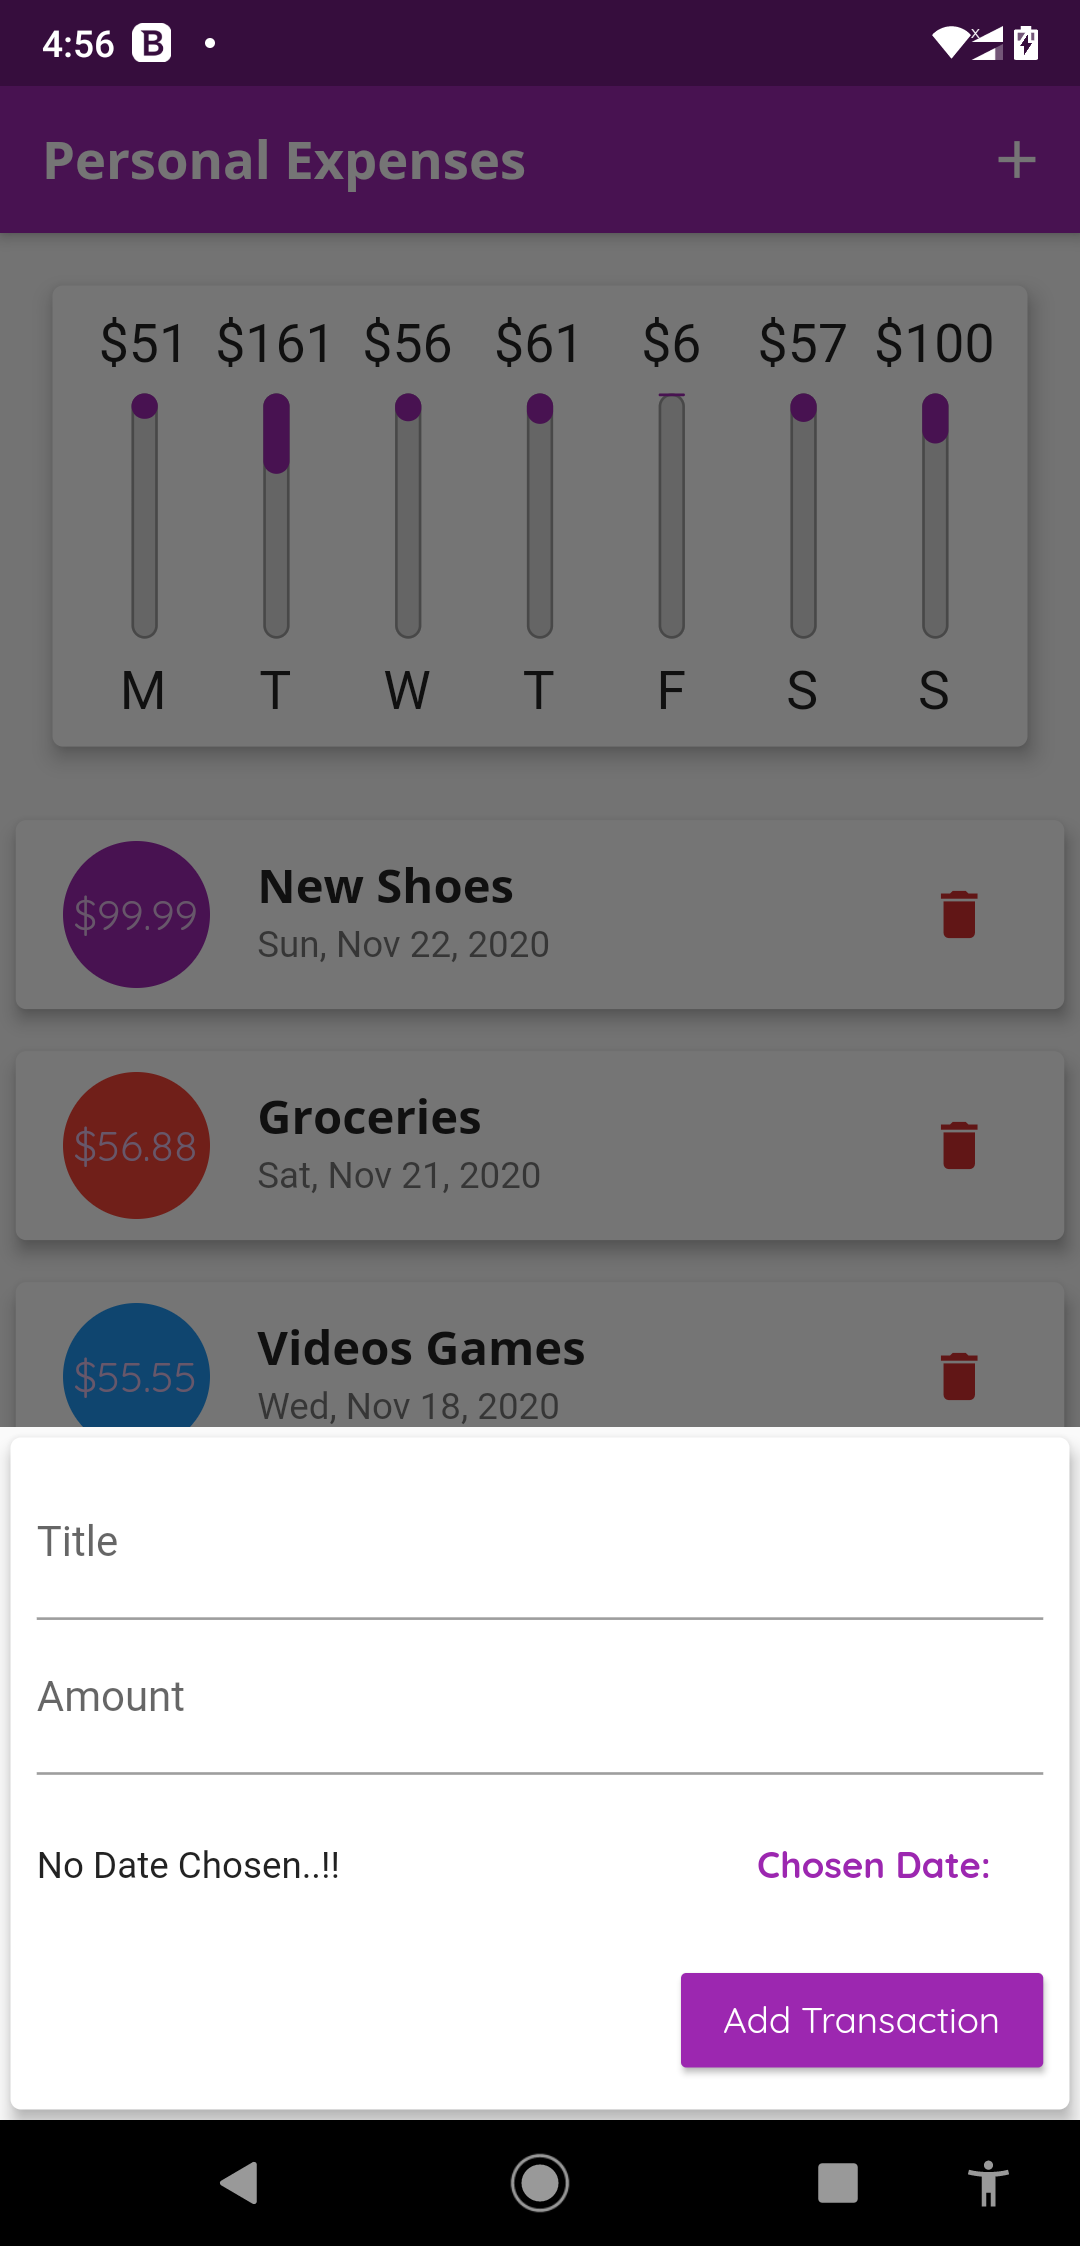 4:56 B
Personal Expenses +
$51 $161 $56 $61 $6 $57 $100
M T W T F S S
$99.99
New Shoes
Sun, Nov 22, 2020
$56.88
Groceries
Sat, Nov 21, 2020
$55.55
Videos Games
Wed, Nov 18, 2020
Title
Amount
No Date Chosen..!! Chosen Date:
Add Transaction